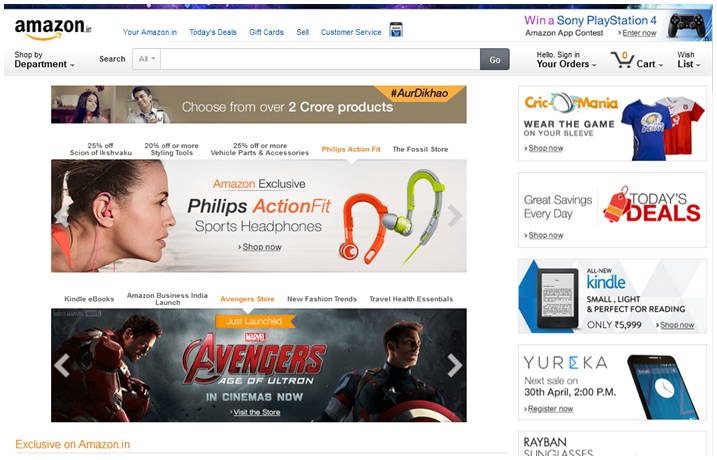 amazon.in
Your Amazon.in Today's Deals Gift Cards Sell Customer Service
Win a Sony PlayStation 4
Amazon App Contest › Enter now
Shop by
Department
Search
All
Go
Hello. Sign in
Your Orders
0
Cart
Wish
List
#AurDikhao
Choose from over 2 Crore products
25% off
Scion of Ikshvaku
20% off or more
Styling Tools
25% off or more
Vehicle Parts & Accessories
Philips Action Fit
The Fossil Store
Amazon Exclusive
Philips ActionFit
Sports Headphones
› Shop now
Kindle eBooks
Amazon Business India
Launch
Avengers Store
New Fashion Trends
Travel Health Essentials
Just Launched
MARVEL
AVENGERS
AGE OF ULTRON
IN CINEMAS NOW
› Visit the Store
Exclusive on Amazon.in
Cric Mania
WEAR THE GAME
ON YOUR SLEEVE
› Shop now
Great Savings
Every Day
› Shop now
TODAY'S
DEALS
ALL-NEW
kindle
SMALL, LIGHT
& PERFECT FOR READING
ONLY ₹5,999 › Shop now
YUREKA
Next sale on
30th April, 2:00 P.M.
› Register now
RAYBAN
SUNGLASSES